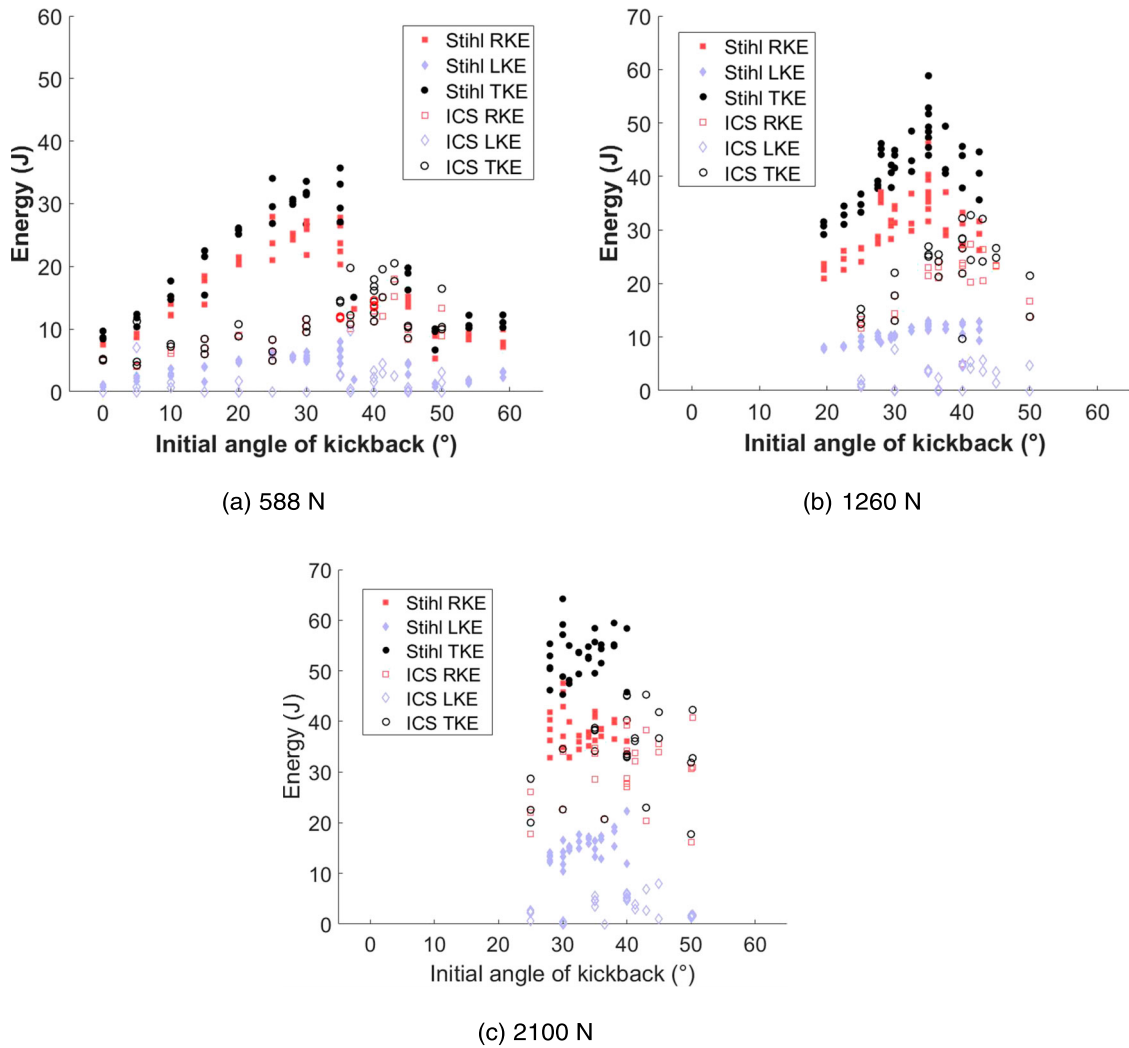 60
50
40
30
20
10
0
Energy (J)
Stihl RKE
Stihl LKE
Stihl TKE
ICS RKE
ICS LKE
ICS TKE
0 10 20 30 40 50 60
Initial angle of kickback (°)
(a) 588 N
70
60
50
40
30
20
10
0
Energy (J)
Stihl RKE
Stihl LKE
Stihl TKE
ICS RKE
ICS LKE
ICS TKE
0 10 20 30 40 50 60
Initial angle of kickback (°)
(b) 1260 N
70
60
50
40
30
20
10
0
Energy (J)
Stihl RKE
Stihl LKE
Stihl TKE
ICS RKE
ICS LKE
ICS TKE
0 10 20 30 40 50 60
Initial angle of kickback (°)
(c) 2100 N